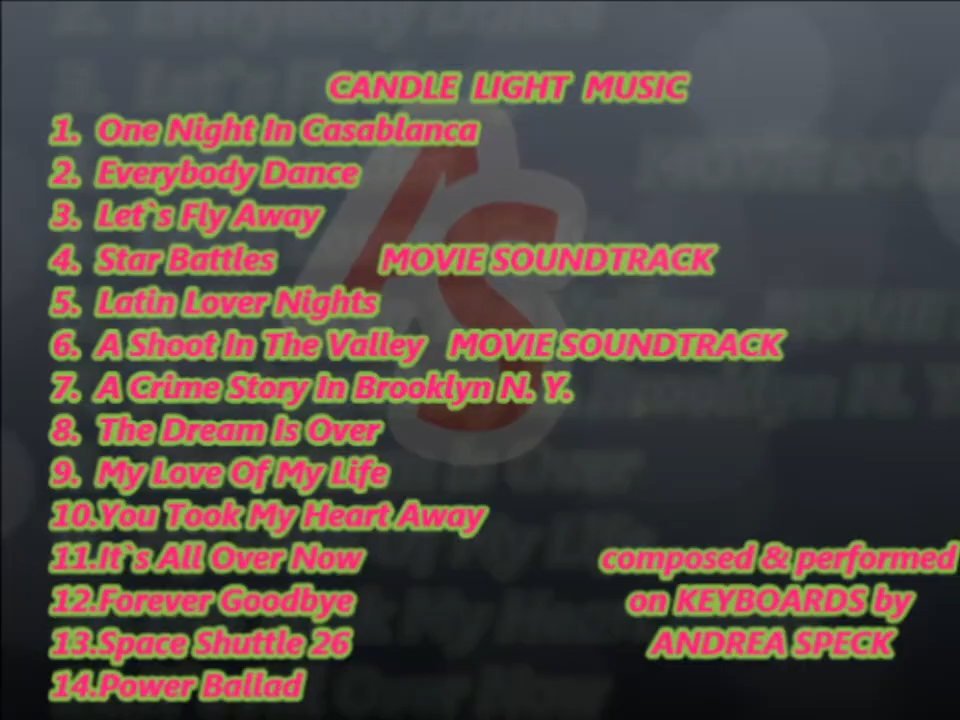 CANDLE LIGHT MUSIC
1. One Night In Casablanca
2. Everybody Dance
3. Let`s Fly Away
4. Star Battles MOVIE SOUNDTRACK
5. Latin Lover Nights
6. A Shoot In The Valley MOVIE SOUNDTRACK
7. A Crime Story In Brooklyn N. Y.
8. The Dream Is Over
9. My Love Of My Life
10.You Took My Heart Away
11.It`s All Over Now composed & performed
12.Forever Goodbye on KEYBOARDS by
13.Space Shuttle 26 ANDREA SPECK
14.Power Ballad